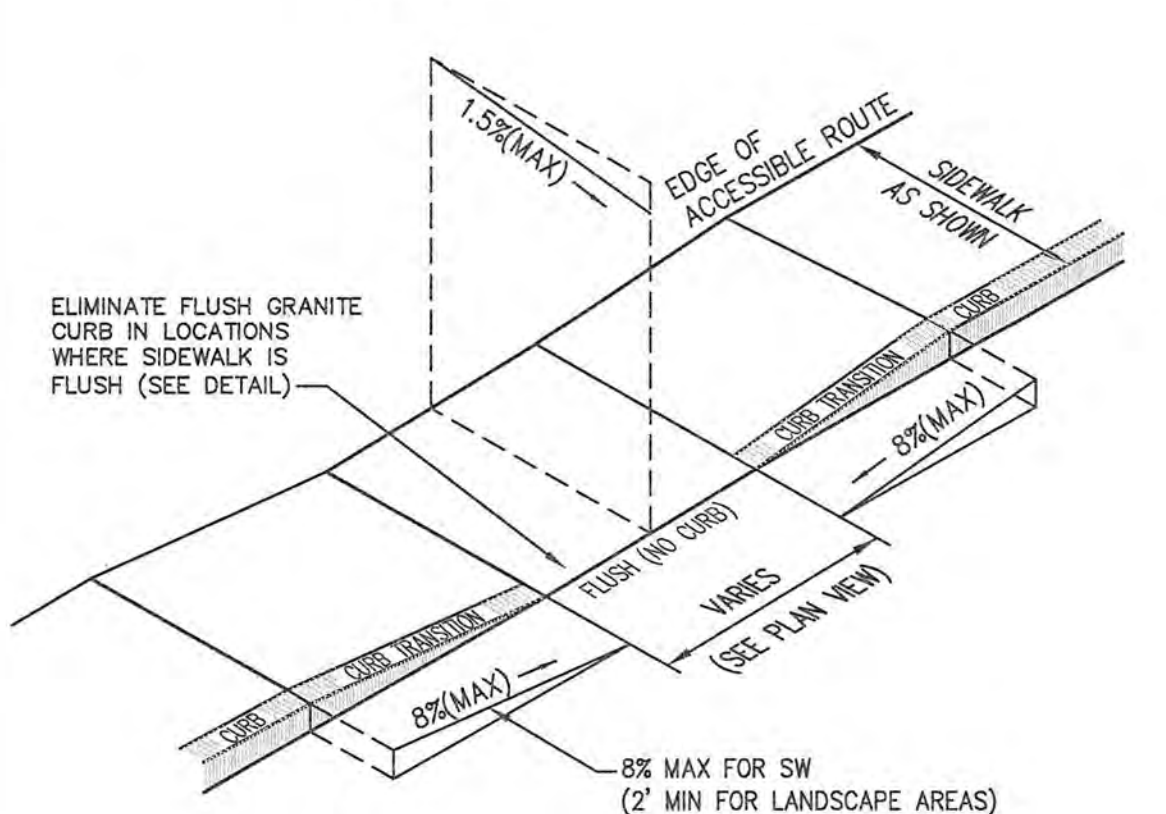 1.5%(MAX)
EDGE OF
ACCESSIBLE ROUTE
SIDEWALK
AS SHOWN
ELIMINATE FLUSH GRANITE
CURB IN LOCATIONS
WHERE SIDEWALK IS
FLUSH (SEE DETAIL)
CURB
CURB TRANSITION
8%(MAX)
FLUSH (NO CURB)
VARIES
(SEE PLAN VIEW)
CURB TRANSITION
CURB
8%(MAX)
8% MAX FOR SW
(2' MIN FOR LANDSCAPE AREAS)